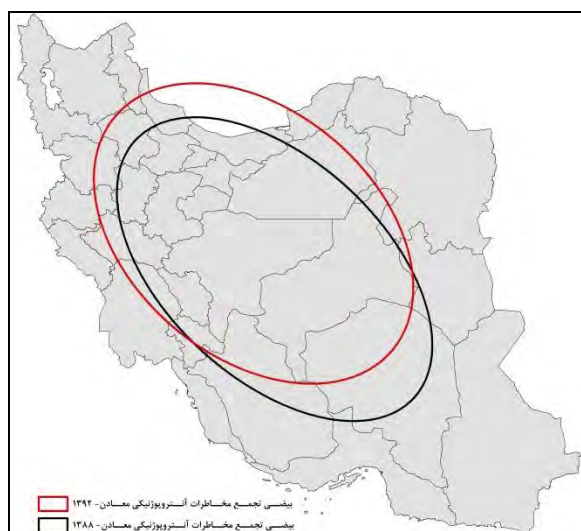 بیضی تجمع مخاطرات آنتروپوژنیکی معادن - ۱۳۹۲
بیضی تجمع مخاطرات آنتروپوژنیکی معادن - ۱۳۸۸